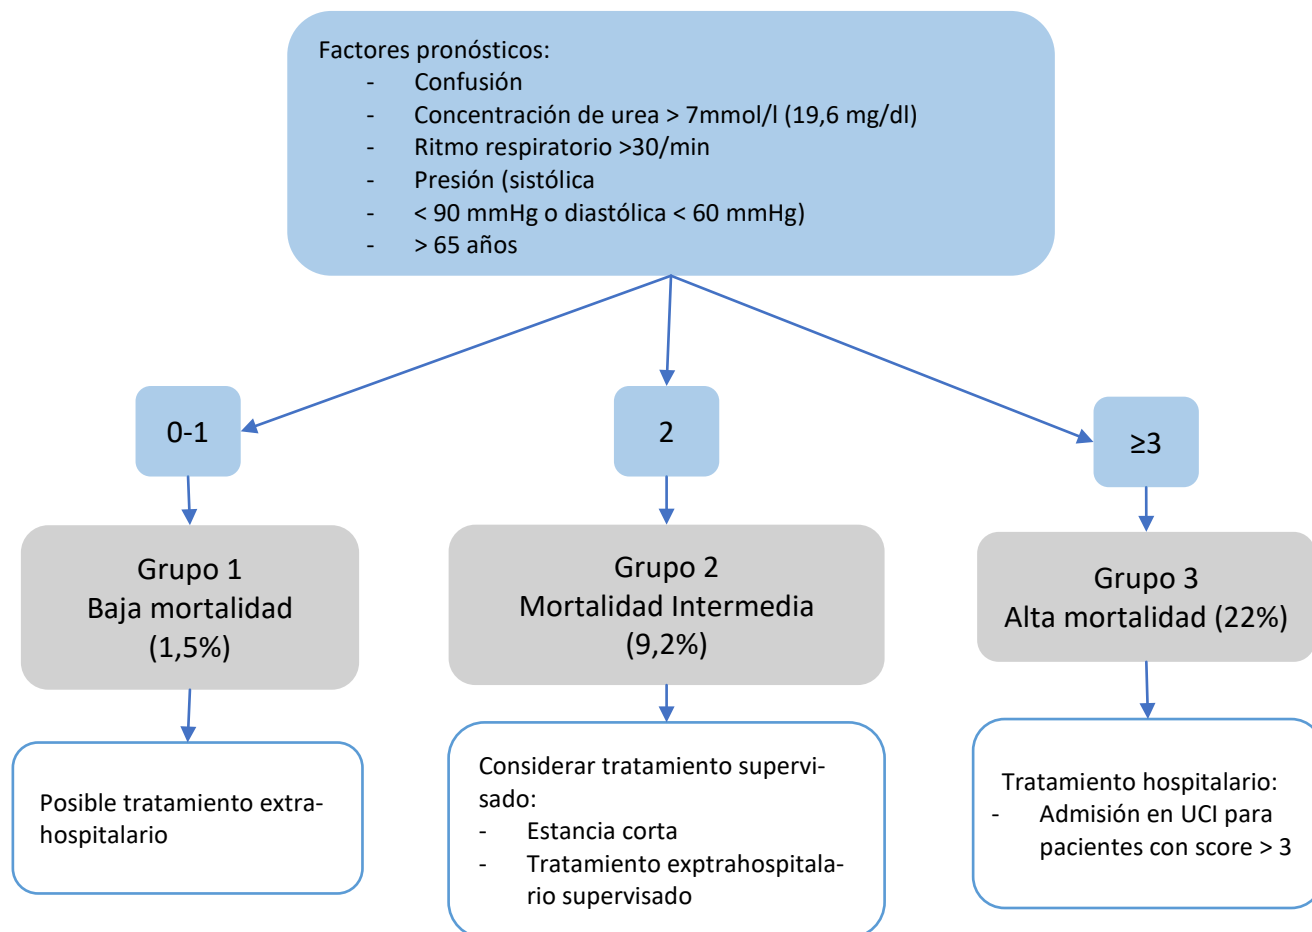 Factores pronósticos:
- Confusión
- Concentración de urea > 7mmol/l (19,6 mg/dl)
- Ritmo respiratorio >30/min
- Presión (sistólica
- < 90 mmHg o diastólica < 60 mmHg)
- > 65 años
0-1
2
≥3
Grupo 1
Baja mortalidad
(1,5%)
Grupo 2
Mortalidad Intermedia
(9,2%)
Grupo 3
Alta mortalidad (22%)
Posible tratamiento extra-
hospitalario
Considerar tratamiento supervi-
sado:
- Estancia corta
- Tratamiento exptrahospitala-
rio supervisado
Tratamiento hospitalario:
- Admisión en UCI para
pacientes con score > 3